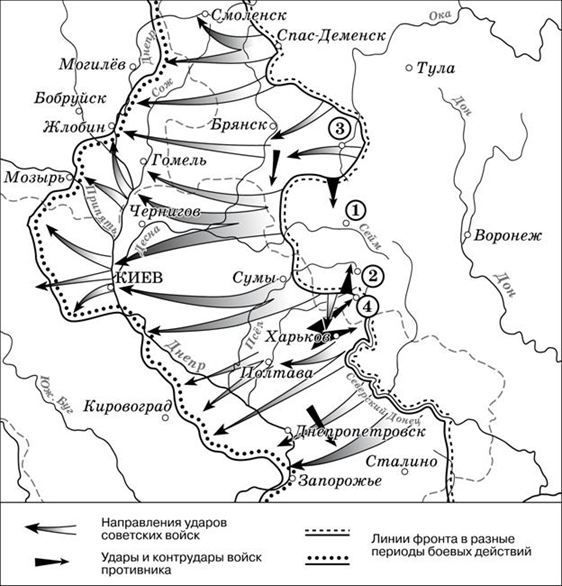 Смоленск
Ока
Днепр
Спас-Деменск
Могилёв
Тула
Сож
Бобруйск
Дон
Жлобин
Брянск
3
Гомель
Мозырь
Припять
Чернигов
1
Десна
Сейм
Воронеж
КИЕВ
Сумы
2
Дон
4
Псёл
Харьков
Днепр
Полтава
Юж. Буг
Северский Донец
Кировоград
Днепропетровск
Сталино
Запорожье
Направления ударов
советских войск
Удары и контрудары войск
противника
Линии фронта в разные
периоды боевых действий